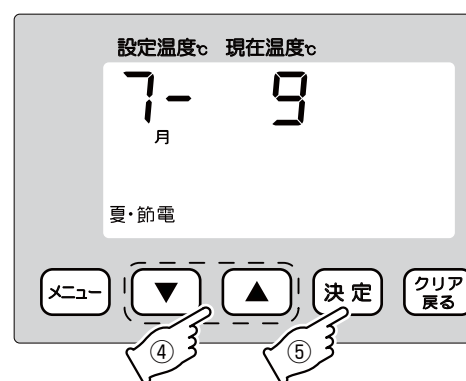 設定温度℃ 現在温度℃
7- 9
月
夏・節電
メニュー ▼ ▲ 決定 クリア 戻る
④ ⑤